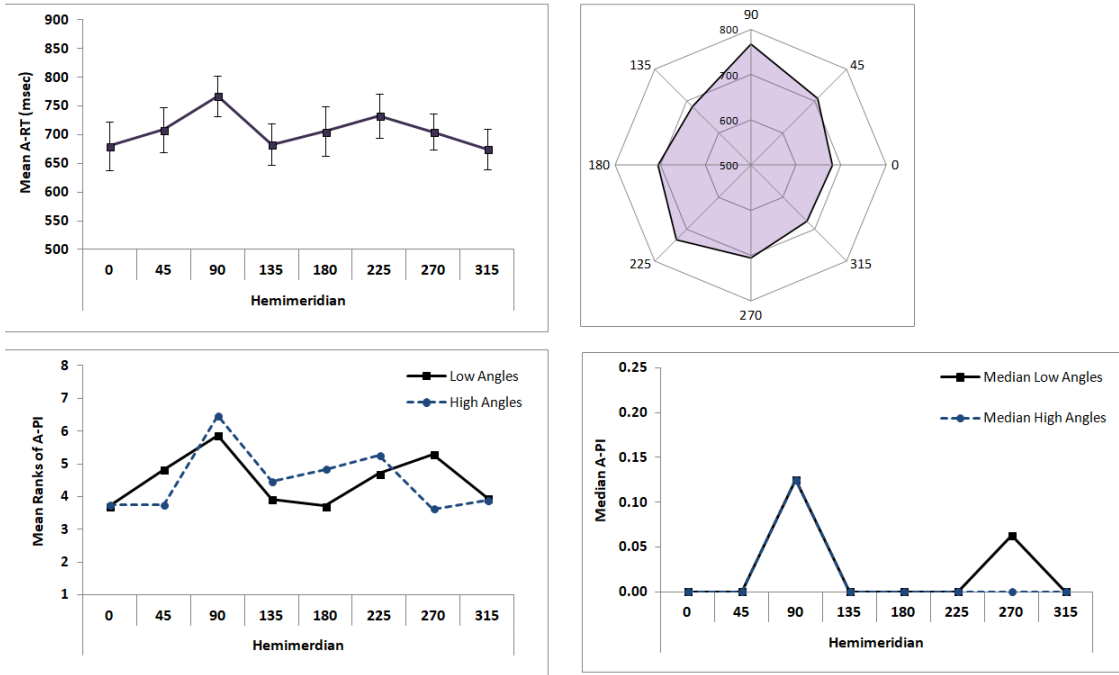 900
850
800
750
700
650
600
550
500
Mean A-RT (msec)
0 45 90 135 180 225 270 315
Hemimeridian
90
800
135
45
700
600
180
500
0
225
315
270
8
7
6
5
4
3
2
1
Mean Ranks of A-PI
Low Angles
High Angles
0 45 90 135 180 225 270 315
Hemimerdian
0.25
0.20
0.15
0.10
0.05
0.00
Median A-PI
Median Low Angles
Median High Angles
0 45 90 135 180 225 270 315
Hemimeridian